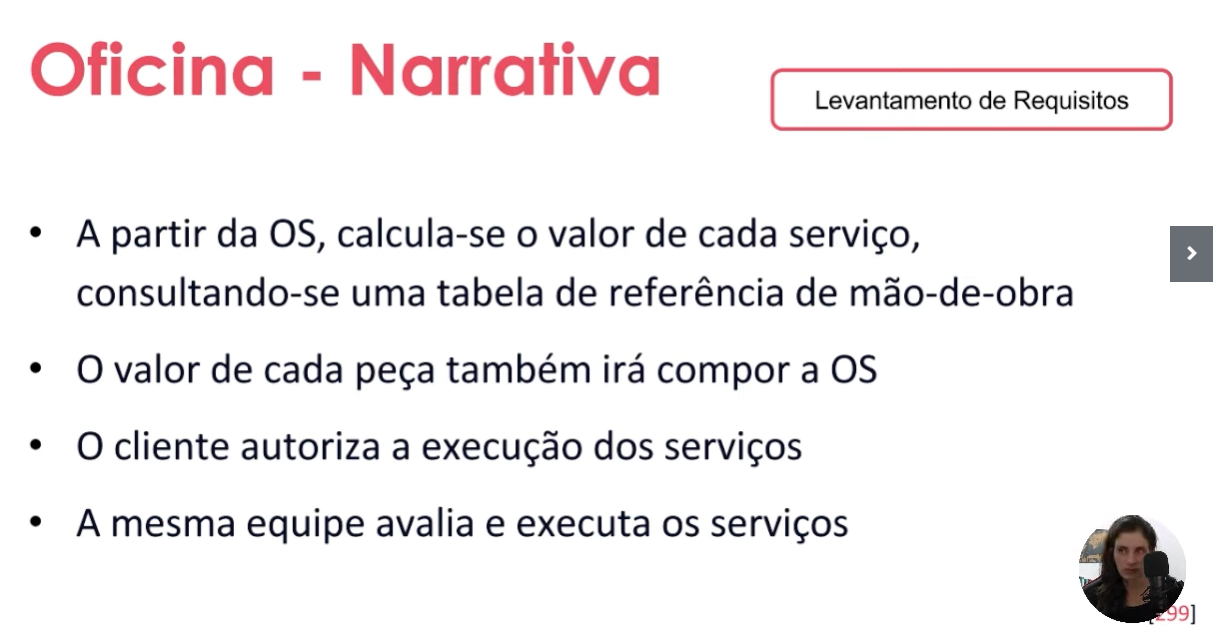 Oficina - Narrativa
Levantamento de Requisitos
• A partir da OS, calcula-se o valor de cada serviço,
consultando-se uma tabela de referência de mão-de-obra
• O valor de cada peça também irá compor a OS
• O cliente autoriza a execução dos serviços
• A mesma equipe avalia e executa os serviços